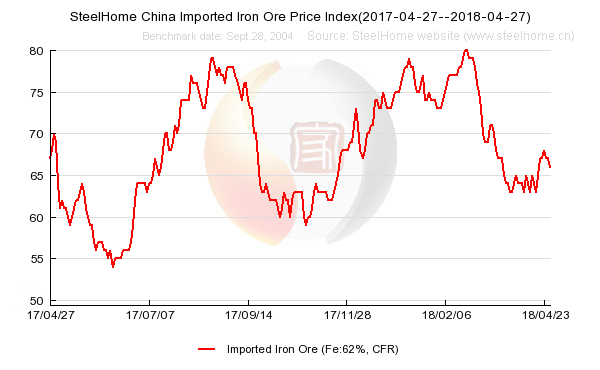 SteelHome China Imported Iron Ore Price Index(2017-04-27--2018-04-27)
Benchmark date: Sept.28, 2004 Source: SteelHome website (www.steelhome.cn)
80
75
70
65
60
55
50
17/04/27 17/07/07 17/09/14 17/11/28 18/02/06 18/04/23
Imported Iron Ore (Fe:62%, CFR)